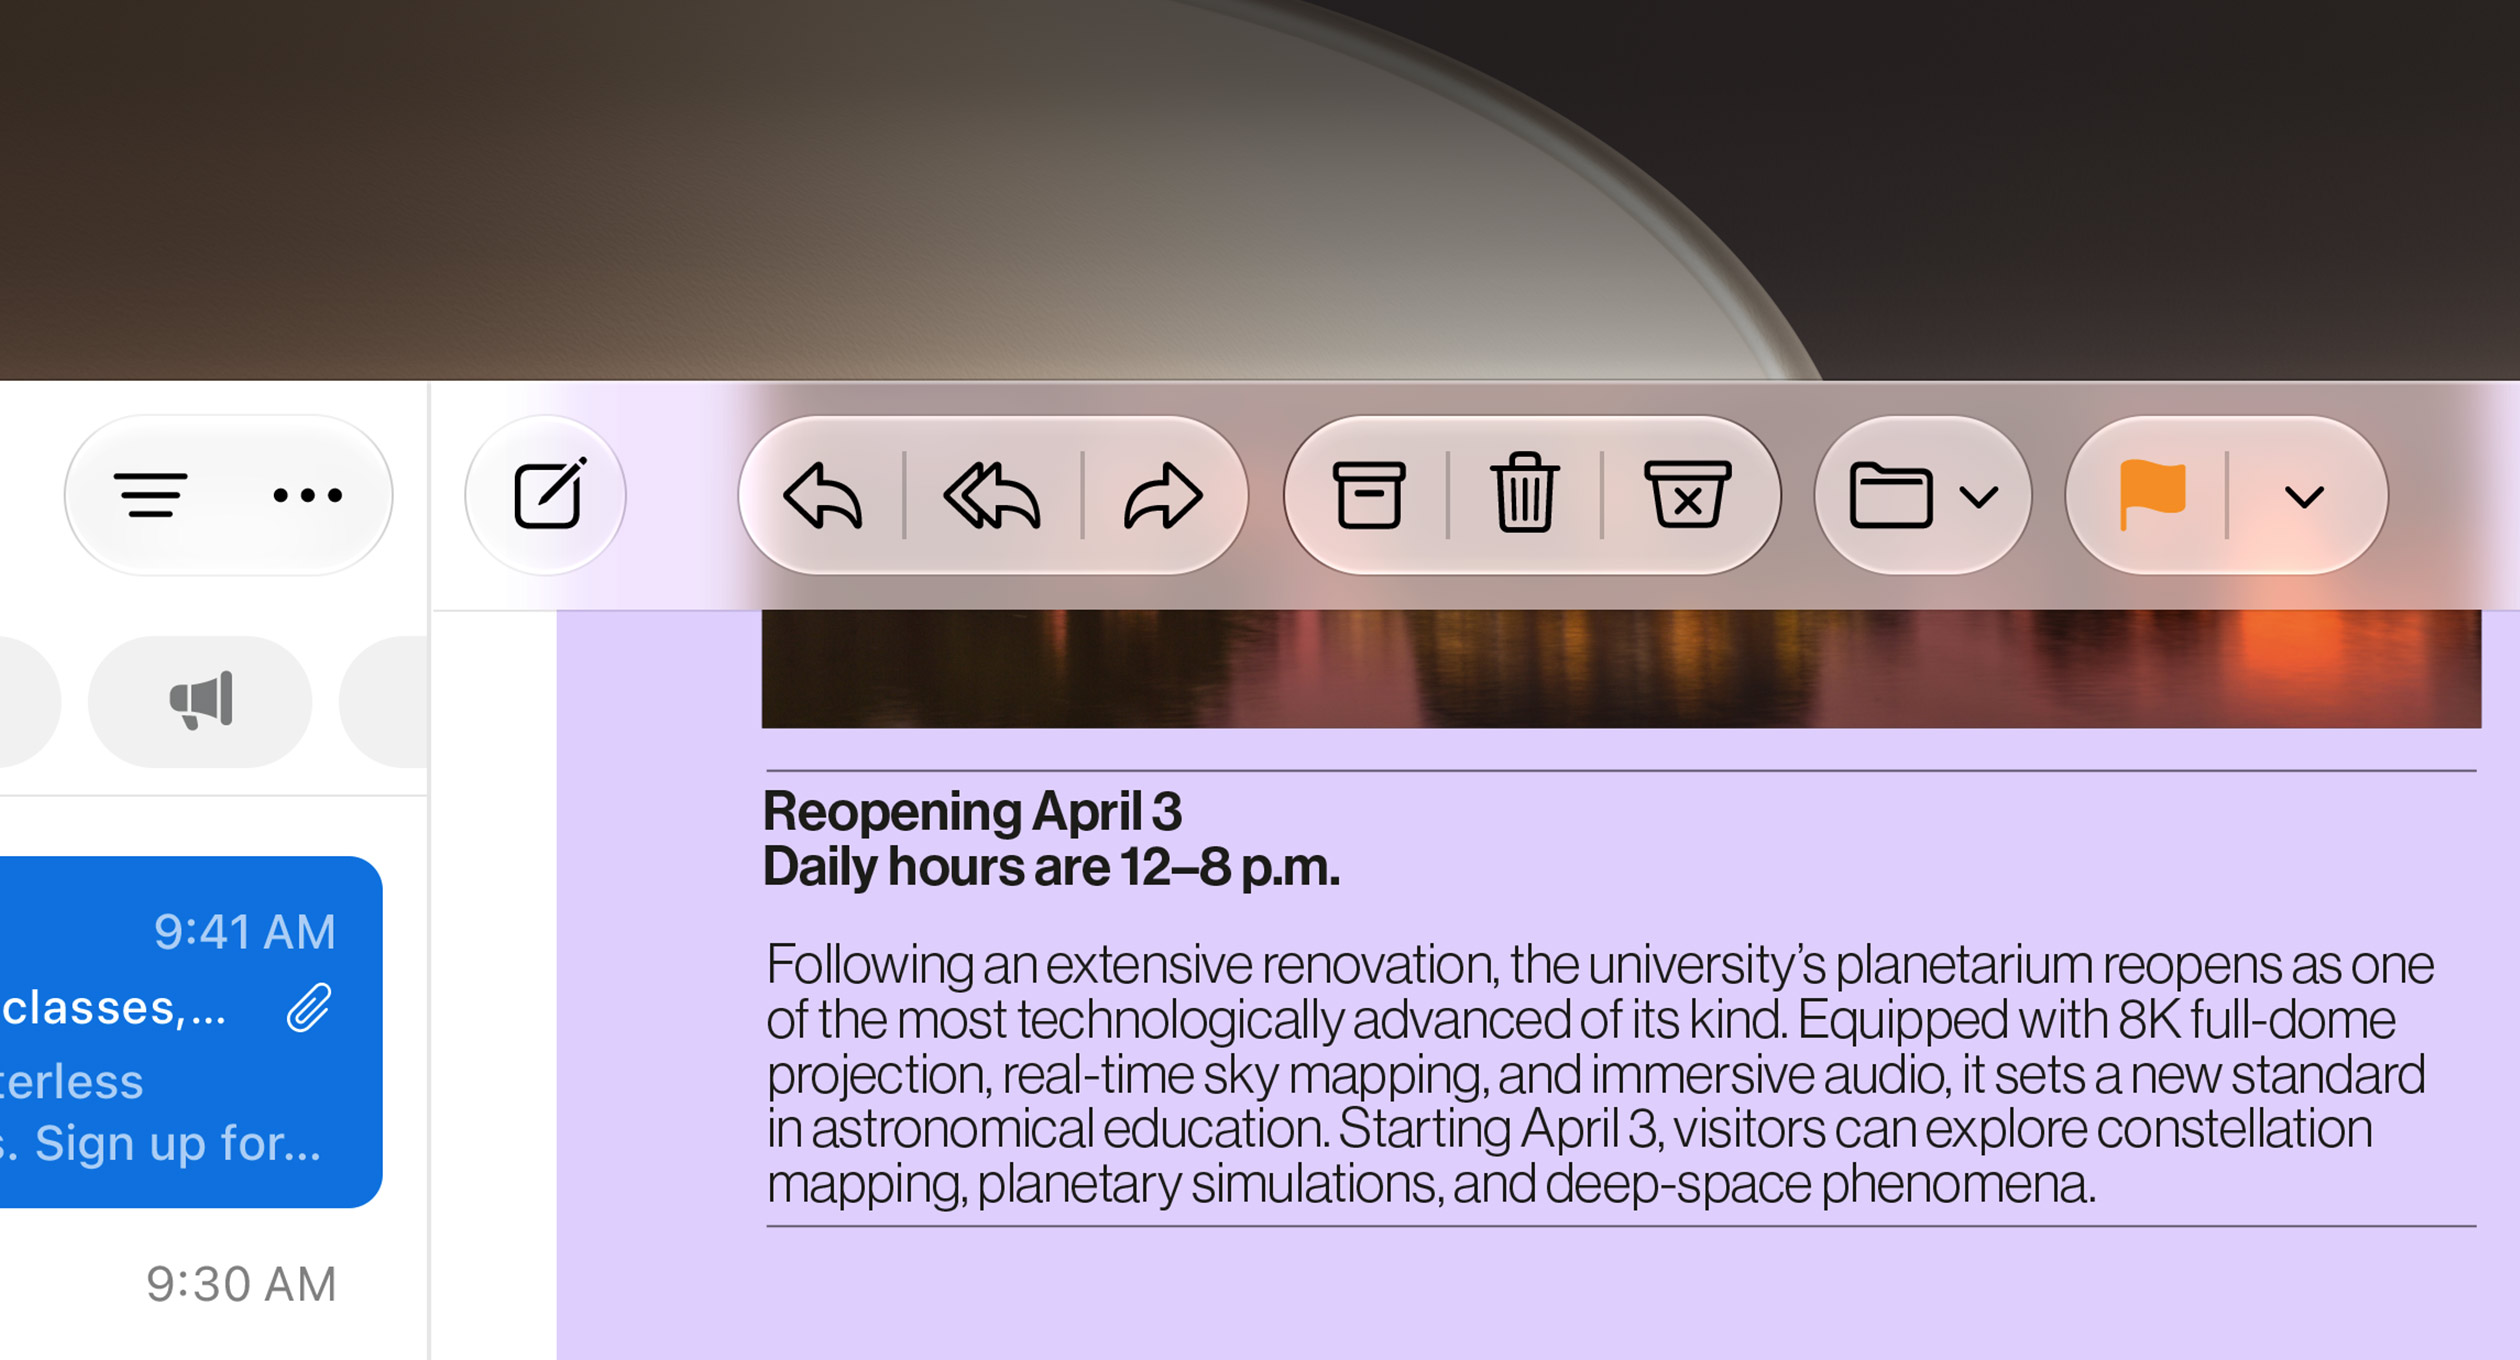 9:41 AM
classes,...
terless
s. Sign up for...
9:30 AM
Reopening April 3
Daily hours are 12–8 p.m.
Following an extensive renovation, the university’s planetarium reopens as one
of the most technologically advanced of its kind. Equipped with 8K full-dome
projection, real-time sky mapping, and immersive audio, it sets a new standard
in astronomical education. Starting April 3, visitors can explore constellation
mapping, planetary simulations, and deep-space phenomena.